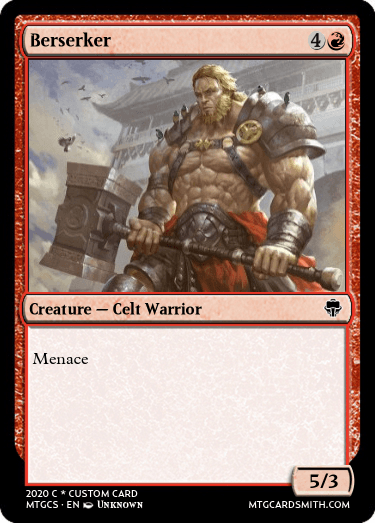 Berserker 4
Creature — Celt Warrior
Menace
5/3
2020 C * CUSTOM CARD
MTGCS · EN UNKNOWN
MTGCARDSMITH.COM